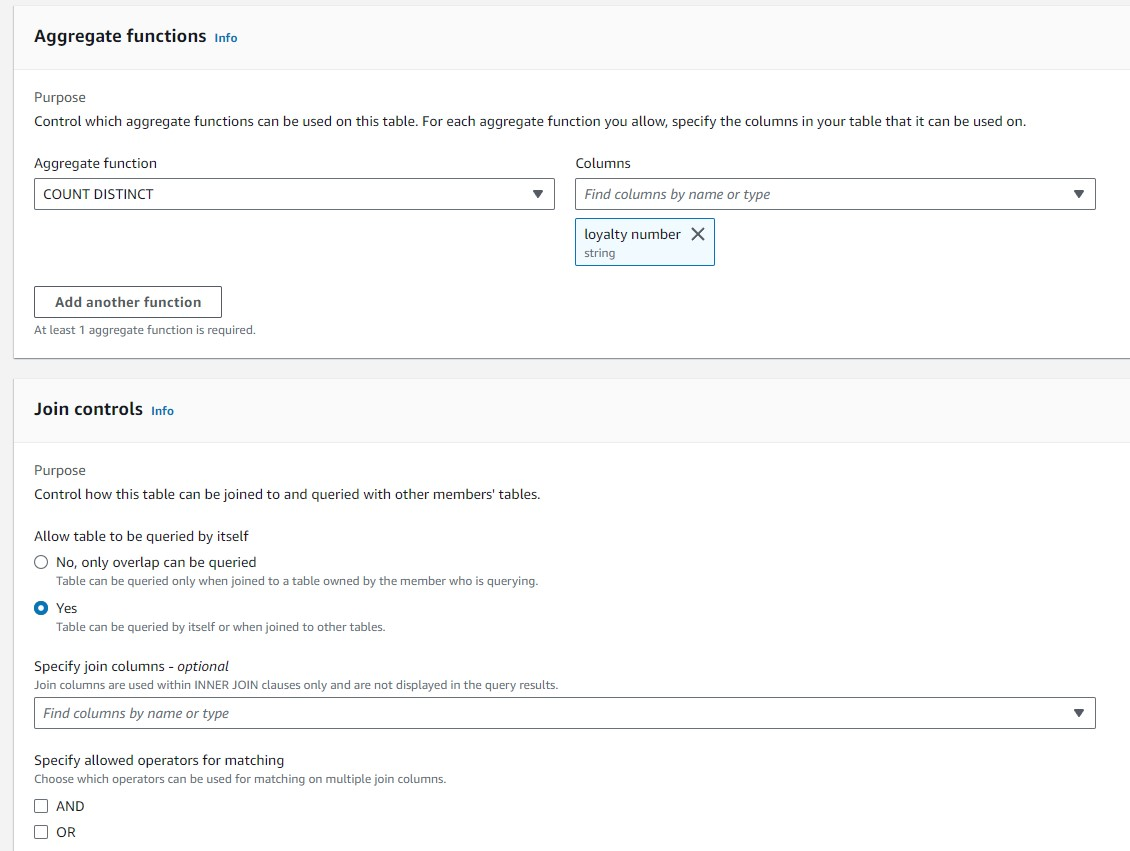 Aggregate functions Info
Purpose
Control which aggregate functions can be used on this table. For each aggregate function you allow, specify the columns in your table that it can be used on.
Aggregate function
COUNT DISTINCT
Columns
Find columns by name or type
loyalty number
string
Add another function
At least 1 aggregate function is required.
Join controls Info
Purpose
Control how this table can be joined to and queried with other members' tables.
Allow table to be queried by itself
No, only overlap can be queried
Table can be queried only when joined to a table owned by the member who is querying.
Yes
Table can be queried by itself or when joined to other tables.
Specify join columns - optional
Join columns are used within INNER JOIN clauses only and are not displayed in the query results.
Find columns by name or type
Specify allowed operators for matching
Choose which operators can be used for matching on multiple join columns.
AND
OR